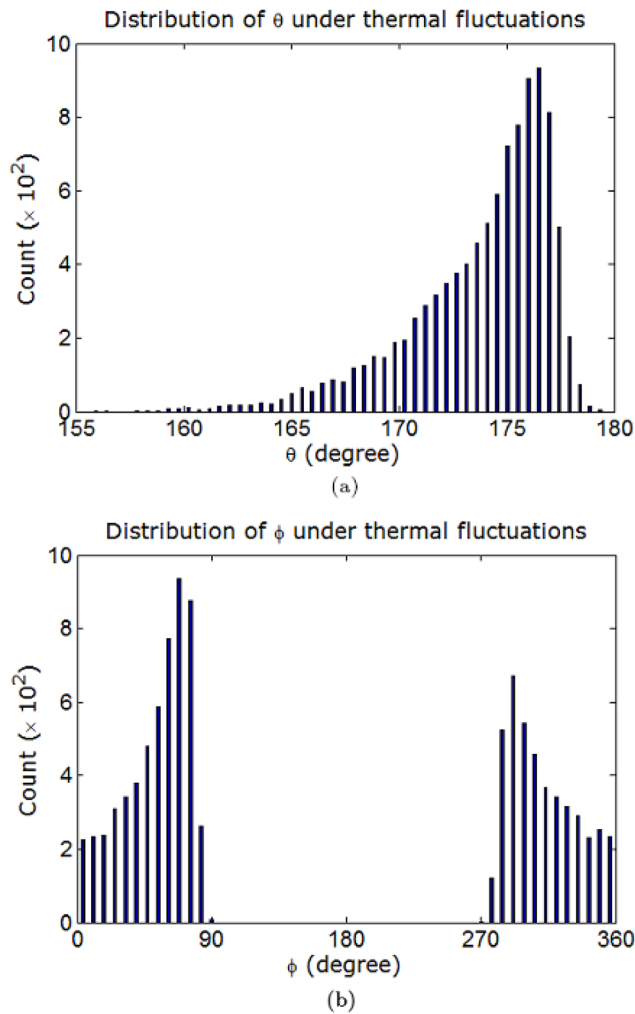 Distribution of θ under thermal fluctuations
10
8
6
4
2
0
Count (× 10²)
155 160 165 170 175 180
θ (degree)
(a)
Distribution of ϕ under thermal fluctuations
10
8
6
4
2
0
Count (× 10²)
0 90 180 270 360
ϕ (degree)
(b)